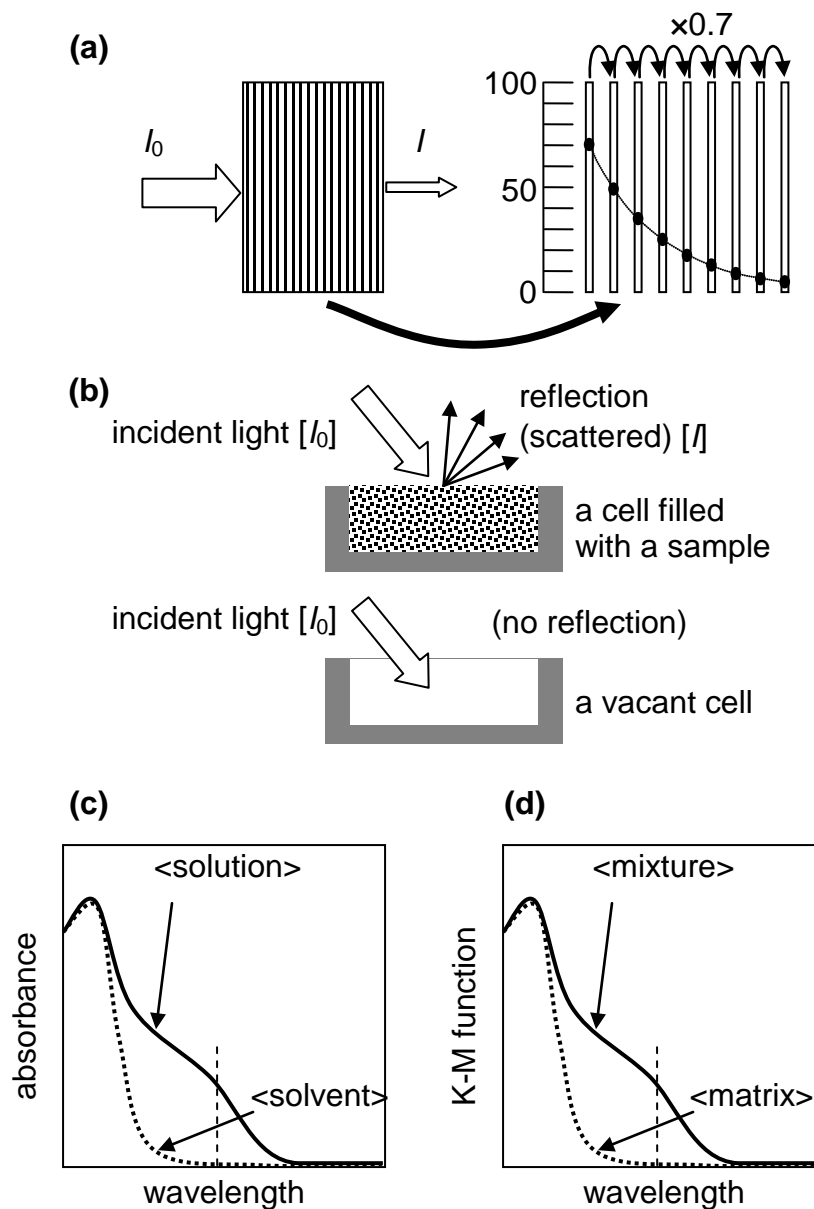 (a)
×0.7
I0
I
100
50
0
(b)
incident light [I0]
reflection
(scattered) [I]
a cell filled
with a sample
incident light [I0]
(no reflection)
a vacant cell
(c)
<solution>
<solvent>
absorbance
wavelength
(d)
<mixture>
<matrix>
K-M function
wavelength